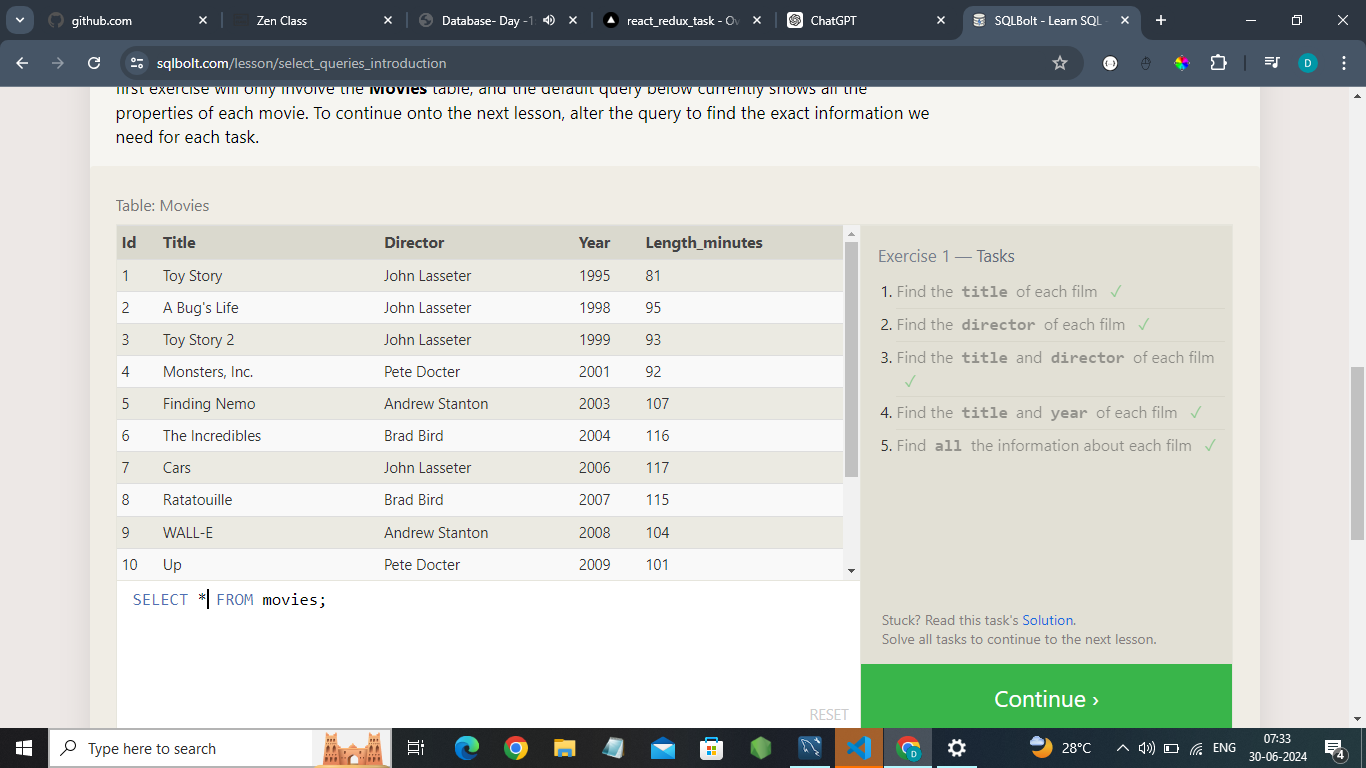 github.com
Zen Class
Database- Day -1
react_redux_task - Ov
ChatGPT
SQLBolt - Learn SQL -
sqlbolt.com/lesson/select_queries_introduction
D
first exercise will only involve the Movies table, and the default query below currently shows all the
properties of each movie. To continue onto the next lesson, alter the query to find the exact information we
need for each task.
Table: Movies
Id Title Director Year Length_minutes
1 Toy Story John Lasseter 1995 81
2 A Bug's Life John Lasseter 1998 95
3 Toy Story 2 John Lasseter 1999 93
4 Monsters, Inc. Pete Docter 2001 92
5 Finding Nemo Andrew Stanton 2003 107
6 The Incredibles Brad Bird 2004 116
7 Cars John Lasseter 2006 117
8 Ratatouille Brad Bird 2007 115
9 WALL-E Andrew Stanton 2008 104
10 Up Pete Docter 2009 101
SELECT * FROM movies;
RESET
Exercise 1 — Tasks
1. Find the title of each film ✓
2. Find the director of each film ✓
3. Find the title and director of each film
✓
4. Find the title and year of each film ✓
5. Find all the information about each film ✓
Stuck? Read this task's Solution.
Solve all tasks to continue to the next lesson.
Continue ›
Type here to search
D
28°C
ENG
07:33
30-06-2024
4